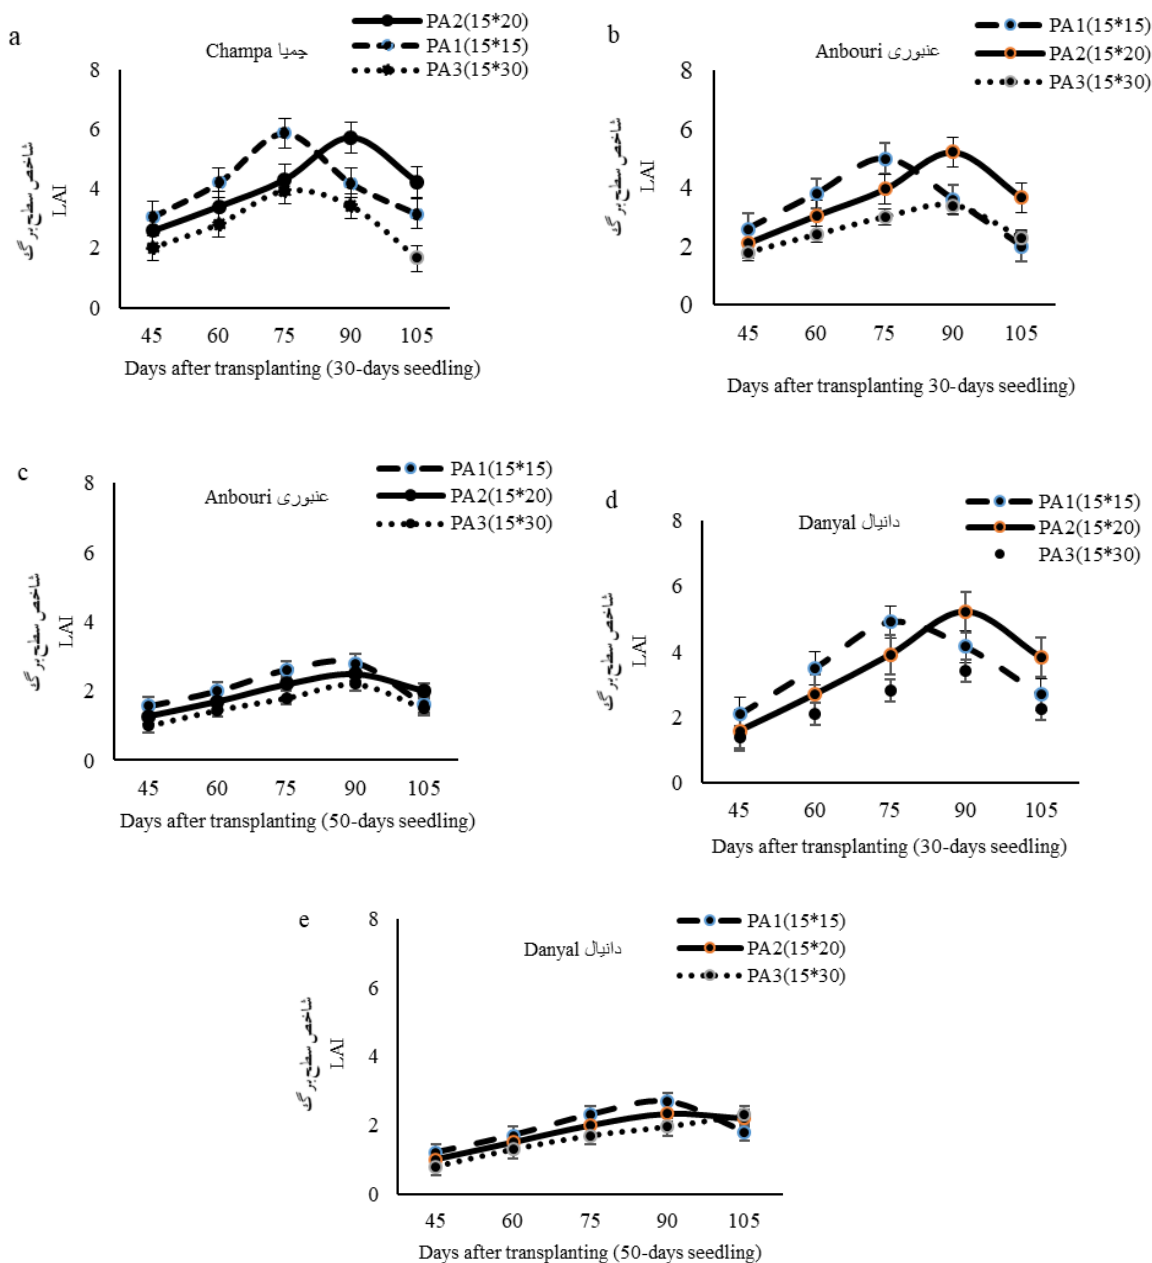 a
Champa چمپا
PA2(15*20)
PA1(15*15)
PA3(15*30)
8
6
4
2
0
شاخص سطح برگ
LAI
45 60 75 90 105
Days after transplanting (30-days seedling)
b
Anbouri عنبوری
PA1(15*15)
PA2(15*20)
PA3(15*30)
8
6
4
2
0
شاخص سطح برگ
LAI
45 60 75 90 105
Days after transplanting 30-days seedling)
c
Anbouri عنبوری
PA1(15*15)
PA2(15*20)
PA3(15*30)
8
6
4
2
0
شاخص سطح برگ
LAI
45 60 75 90 105
Days after transplanting (50-days seedling)
d
Danyal دانیال
PA1(15*15)
PA2(15*20)
PA3(15*30)
8
6
4
2
0
شاخص سطح برگ
LAI
45 60 75 90 105
Days after transplanting (30-days seedling)
e
Danyal دانیال
PA1(15*15)
PA2(15*20)
PA3(15*30)
8
6
4
2
0
شاخص سطح برگ
LAI
45 60 75 90 105
Days after transplanting (50-days seedling)